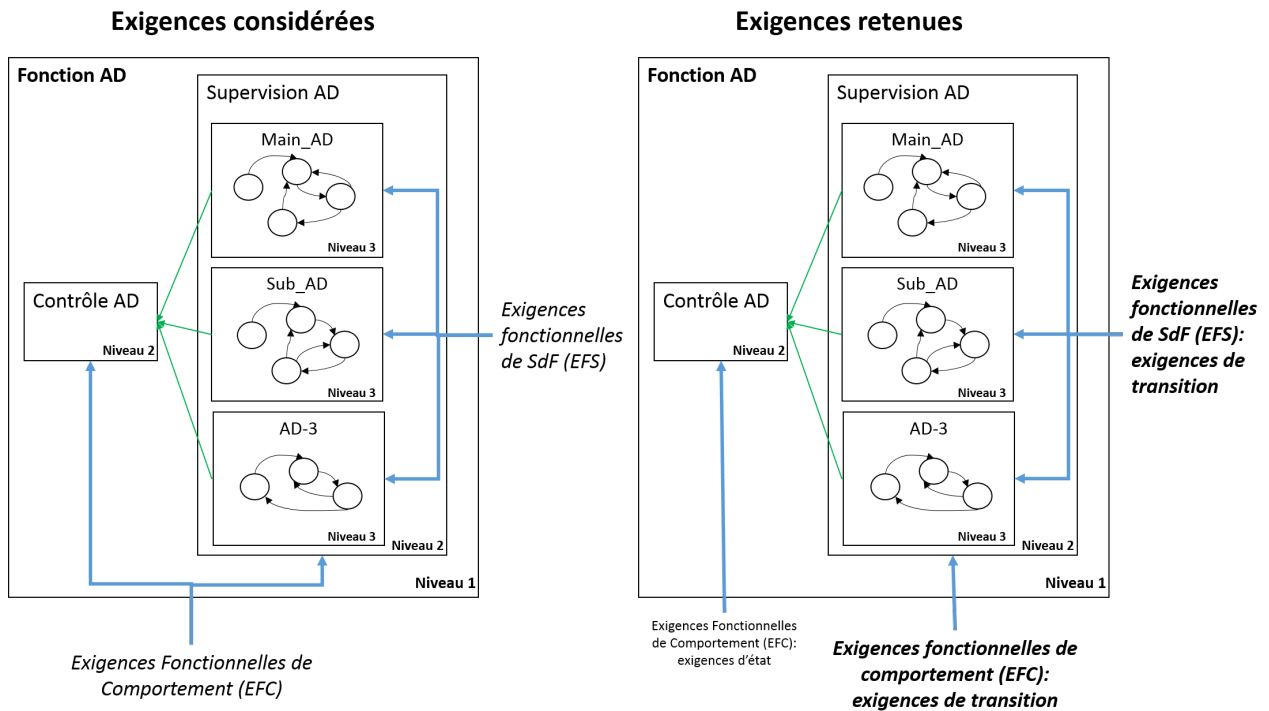 Exigences considérées
Fonction AD
Supervision AD
Main_AD
Niveau 3
Sub_AD
Niveau 3
AD-3
Niveau 3
Niveau 2
Contrôle AD
Niveau 2
Niveau 1
Exigences
fonctionnelles
de SdF (EFS)
Exigences Fonctionnelles de
Comportement (EFC)
Exigences retenues
Fonction AD
Supervision AD
Main_AD
Niveau 3
Sub_AD
Niveau 3
AD-3
Niveau 3
Niveau 2
Contrôle AD
Niveau 2
Niveau 1
Exigences
fonctionnelles
de SdF (EFS):
exigences de
transition
Exigences Fonctionnelles
de Comportement (EFC):
exigences d'état
Exigences fonctionnelles de
comportement (EFC):
exigences de transition